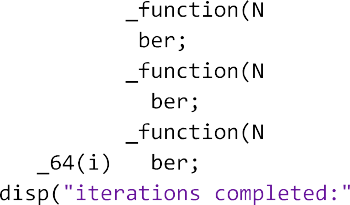 _function(N
ber;
_function(N
ber;
_function(N
_64(i) ber;
disp("iterations completed:"